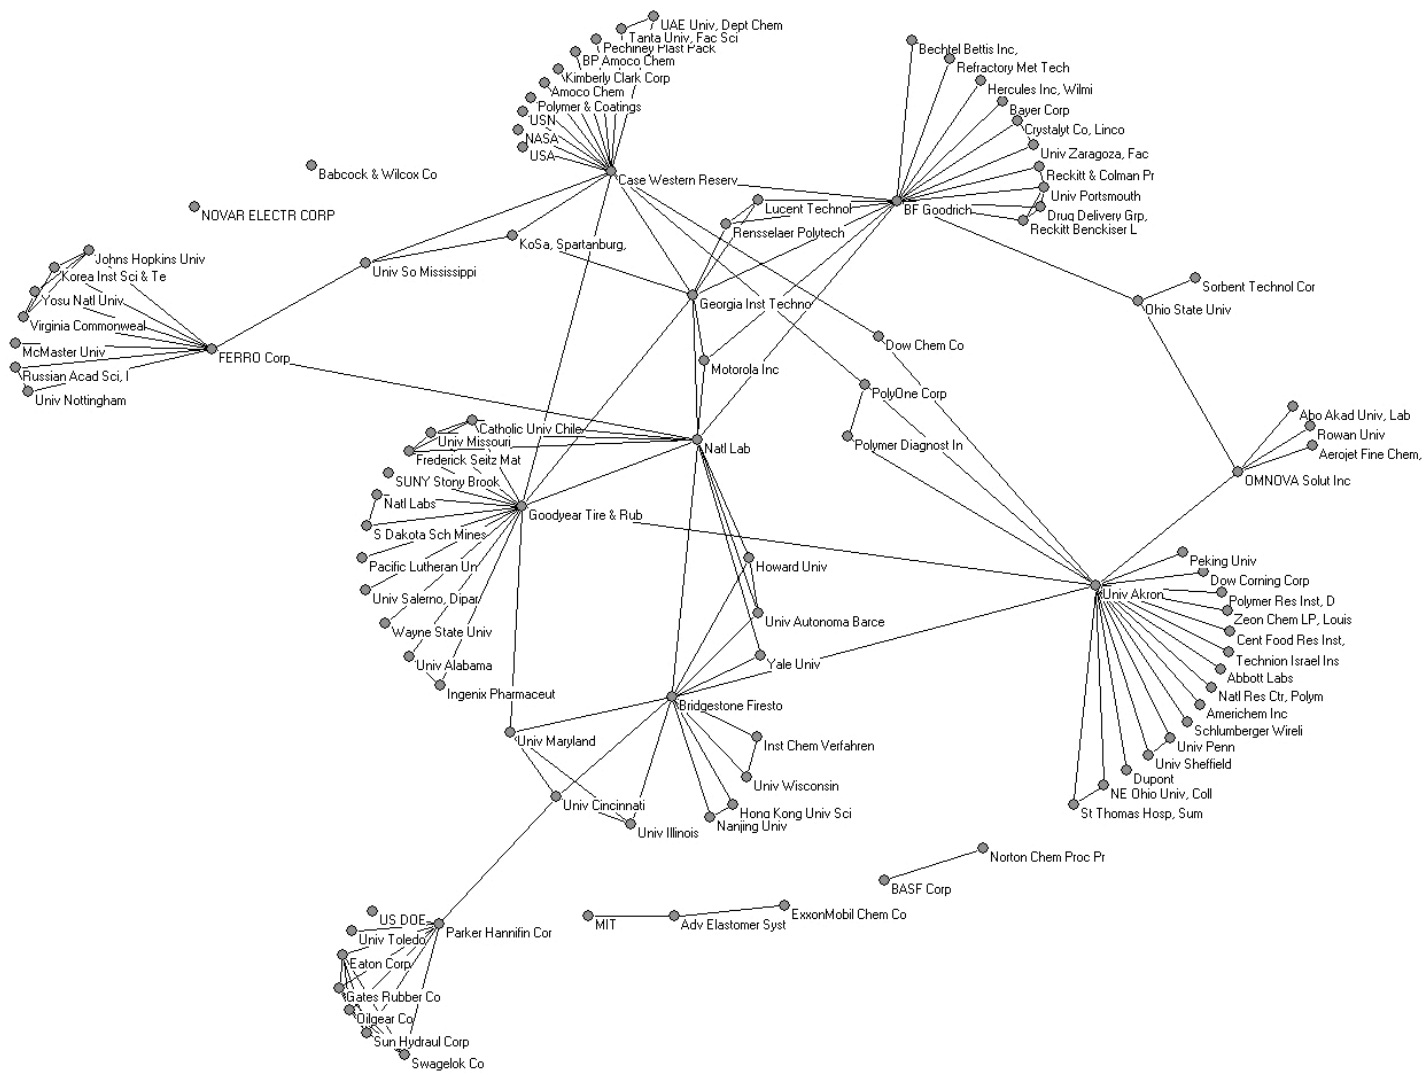 UAE Univ, Dept Chem
Tanta Univ, Fac Sci
Pechiney Plast Pack
BP Amoco Chem
Kimberly Clark Corp
Amoco Chem
Polymer & Coatings
USN
NASA
USA
Case Western Reserv
Bechtel Bettis Inc,
Refractory Met Tech
Hercules Inc, Wilmi
Bayer Corp
Crystalyt Co, Linco
Univ Zaragoza, Fac
Reckitt & Colman Pr
Univ Portsmouth
Drug Delivery Grp,
Reckitt Benckiser L
BF Goodrich
Babcock & Wilcox Co
NOVAR ELECTR CORP
Lucent Technol
Rensselaer Polytech
KoSa, Spartanburg,
Univ So Mississippi
Johns Hopkins Univ
Korea Inst Sci & Te
Yosu Natl Univ
Virginia Commonweal
McMaster Univ
Russian Acad Sci, I
Univ Nottingham
FERRO Corp
Georgia Inst Techno
Sorbent Technol Cor
Ohio State Univ
Dow Chem Co
Motorola Inc
PolyOne Corp
Polymer Diagnost In
Natl Lab
Abo Akad Univ, Lab
Rowan Univ
Aerojet Fine Chem,
OMNOVA Solut Inc
Catholic Univ Chile
Univ Missouri
Frederick Seitz Mat
SUNY Stony Brook
Natl Labs
S Dakota Sch Mines
Pacific Lutheran Un
Univ Salerno, Dipar
Wayne State Univ
Univ Alabama
Ingenix Pharmaceut
Goodyear Tire & Rub
Howard Univ
Univ Autonoma Barce
Yale Univ
Univ Akron
Peking Univ
Dow Corning Corp
Polymer Res Inst, D
Zeon Chem LP, Louis
Cent Food Res Inst,
Technion Israel Ins
Abbott Labs
Natl Res Ctr, Polym
Americhem Inc
Schlumberger Wireli
Univ Penn
Univ Sheffield
Dupont
NE Ohio Univ, Coll
St Thomas Hosp, Sum
Bridgestone Firesto
Univ Maryland
Inst Chem Verfahren
Univ Wisconsin
Hong Kong Univ Sci
Nanjing Univ
Univ Cincinnati
Univ Illinois
Norton Chem Proc Pr
BASF Corp
ExxonMobil Chem Co
MIT
Adv Elastomer Syst
US DOE
Univ Toledo
Parker Hannifin Cor
Eaton Corp
Gates Rubber Co
Oilgear Co
Sun Hydraul Corp
Swagelok Co